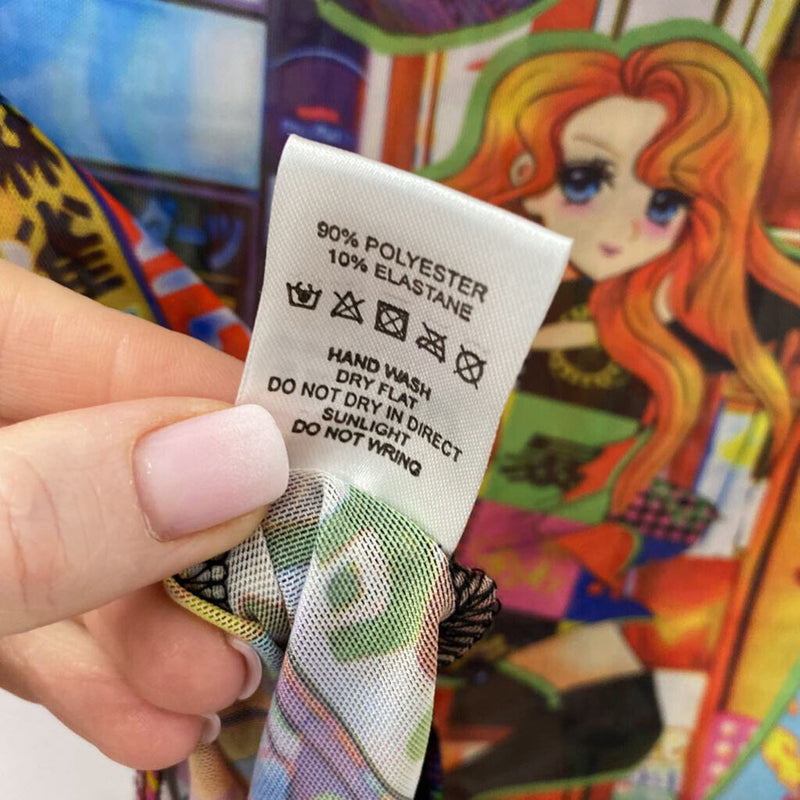 90% POLYESTER
10% ELASTANE
HAND WASH
DRY FLAT
DO NOT DRY IN DIRECT
SUNLIGHT
DO NOT WRING